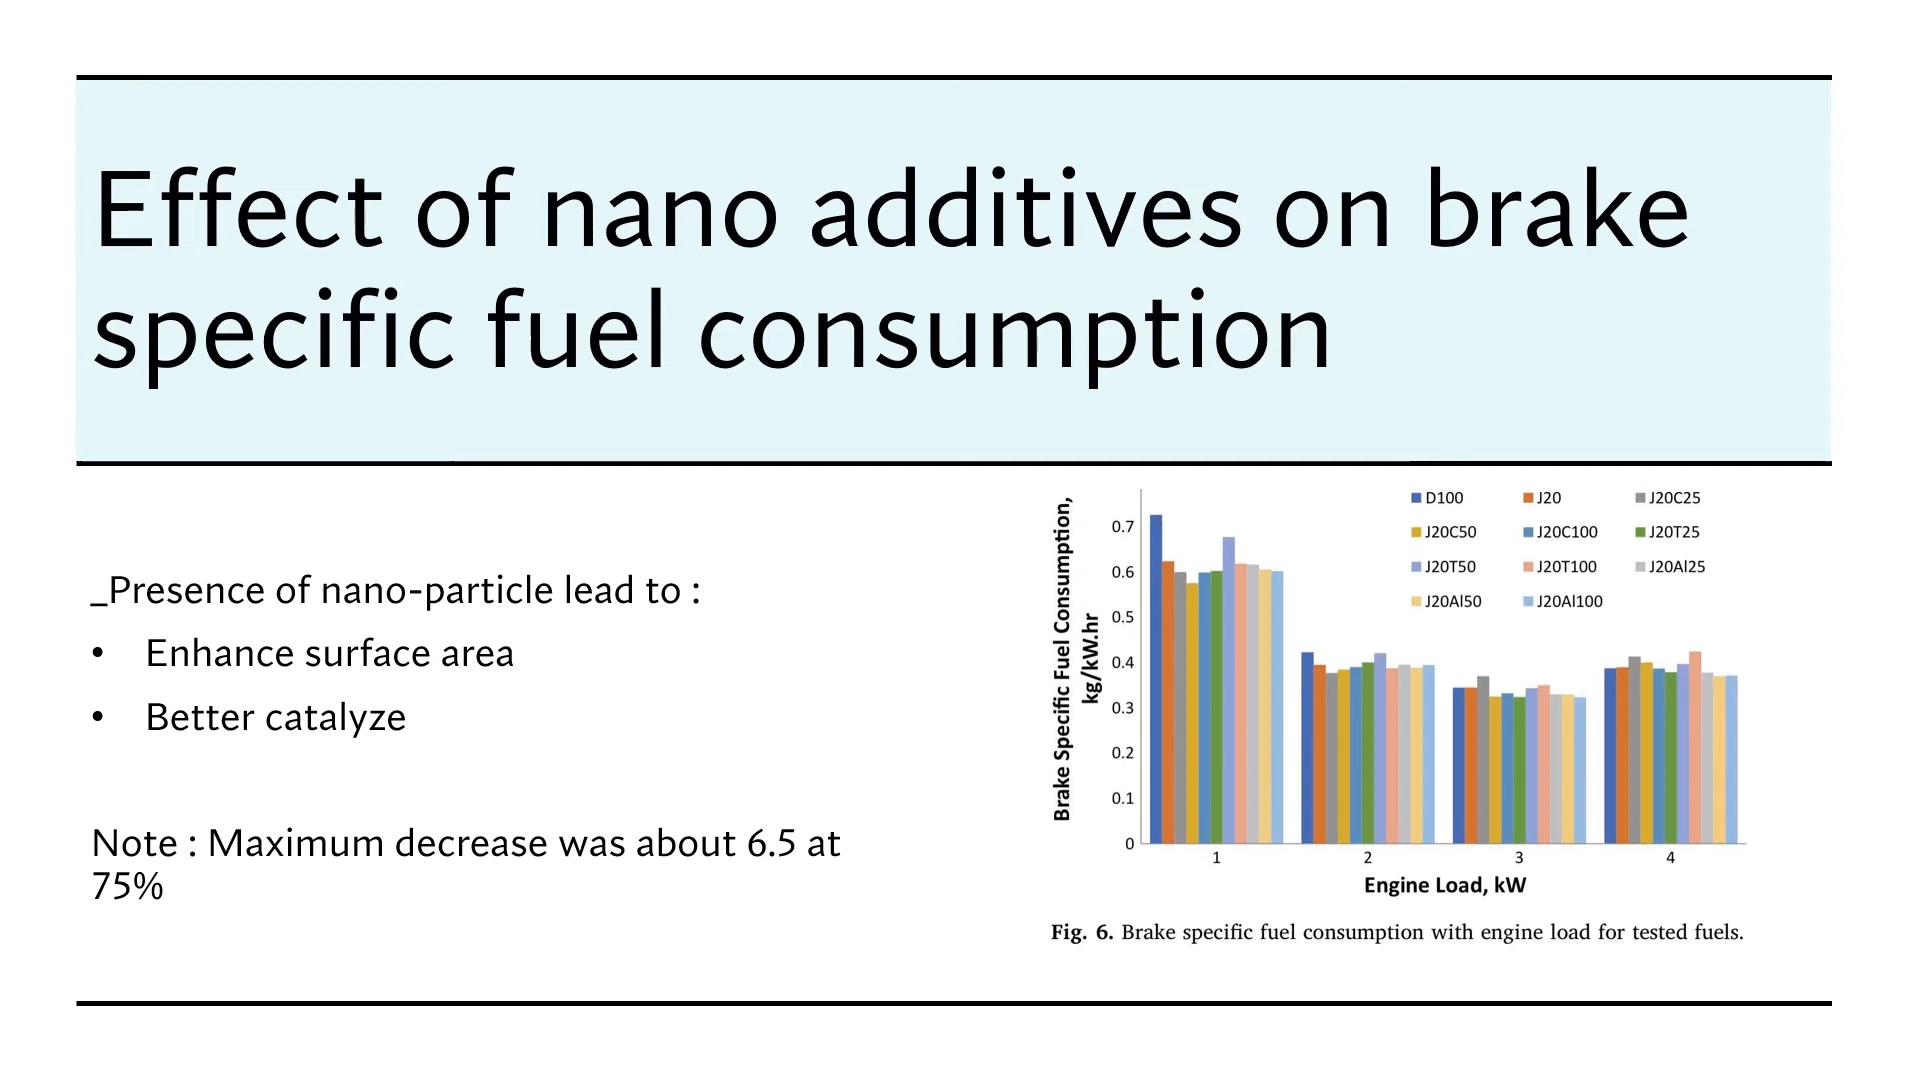 Effect of nano additives on brake
specific fuel consumption
_Presence of nano-particle lead to :
• Enhance surface area
• Better catalyze
Note : Maximum decrease was about 6.5 at
75%
Brake Specific Fuel Consumption,
kg/kW.hr
0.7
0.6
0.5
0.4
0.3
0.2
0.1
0
D100 J20 J20C25
J20C50 J20C100 J20T25
J20T50 J20T100 J20Al25
J20Al50 J20Al100
1 2 3 4
Engine Load, kW
Fig. 6. Brake specific fuel consumption with engine load for tested fuels.